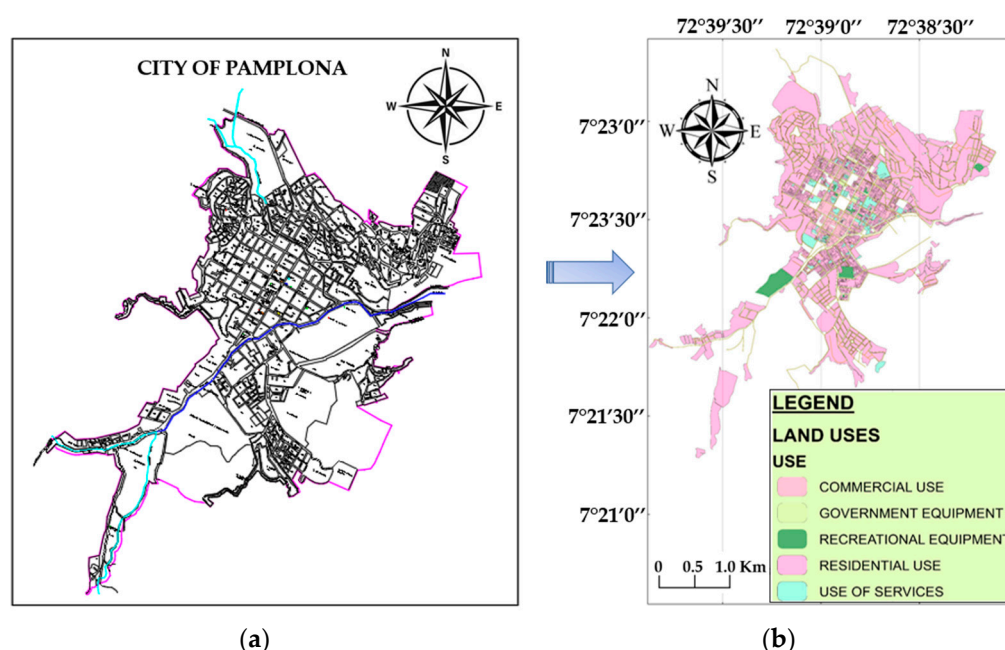 CITY OF PAMPLONA
N
W E
S
(a)
72°39′30′′ 72°39′0′′ 72°38′30′′
N
W E
S
7°23′0′′
7°23′30′′
7°22′0′′
7°21′30′′
7°21′0′′
0 0.5 1.0 Km
LEGEND
LAND USES
USE
COMMERCIAL USE
GOVERNMENT EQUIPMENT
RECREATIONAL EQUIPMENT
RESIDENTIAL USE
USE OF SERVICES
(b)